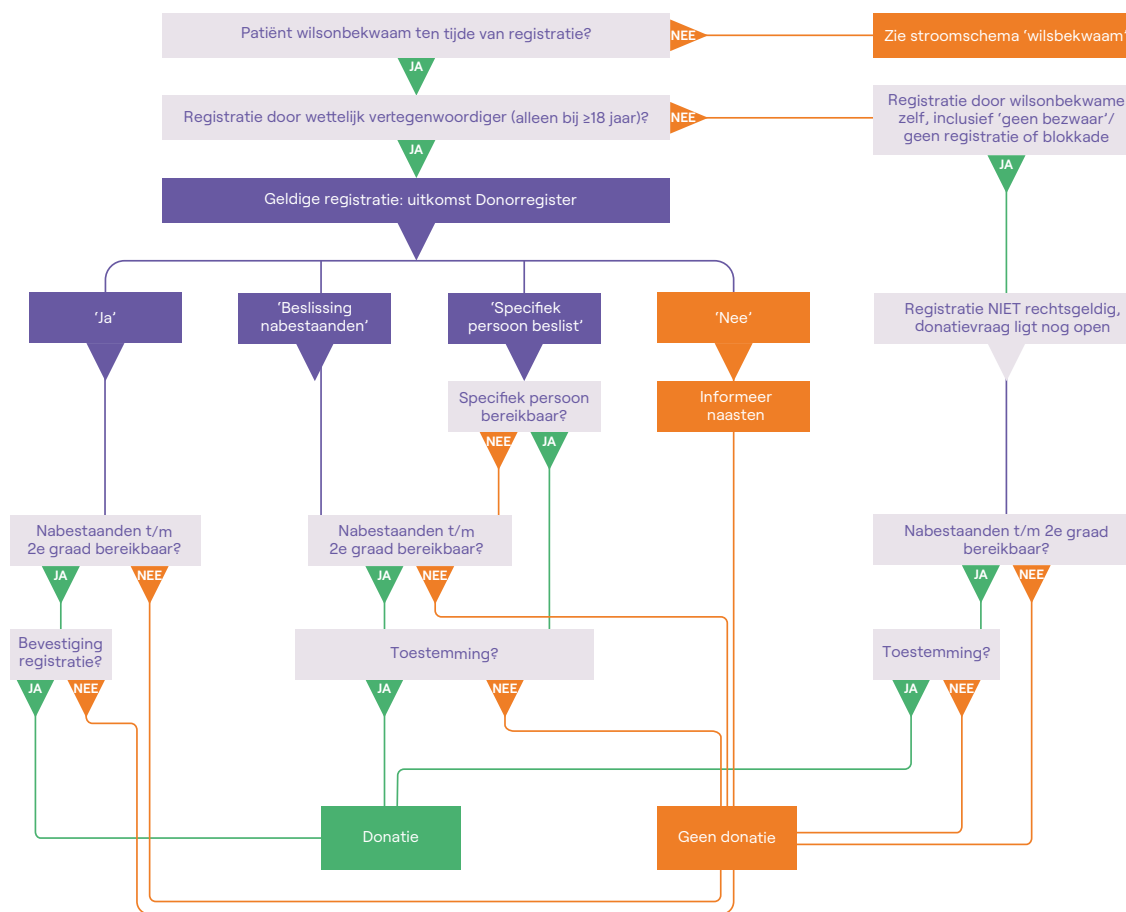 Patiënt wilsonbekwaam ten tijde van registratie?
NEE
Zie stroomschema ‘wilsbekwaam’
JA
Registratie door wettelijk vertegenwoordiger (alleen bij ≥18 jaar)?
NEE
Registratie door wilsonbekwame
zelf, inclusief ‘geen bezwaar’/
geen registratie of blokkade
JA
JA
Geldige registratie: uitkomst Donorregister
‘Ja’
‘Beslissing
nabestaanden’
‘Specifiek
persoon beslist’
‘Nee’
Registratie NIET rechtsgeldig,
donatievraag ligt nog open
Specifiek persoon
bereikbaar?
Informeer
naasten
NEE
JA
Nabestaanden t/m
2e graad bereikbaar?
Nabestaanden t/m
2e graad bereikbaar?
Nabestaanden t/m 2e graad
bereikbaar?
JA
NEE
JA
NEE
JA
NEE
Bevestiging
registratie?
Toestemming?
Toestemming?
JA
NEE
JA
NEE
JA
NEE
Donatie
Geen donatie